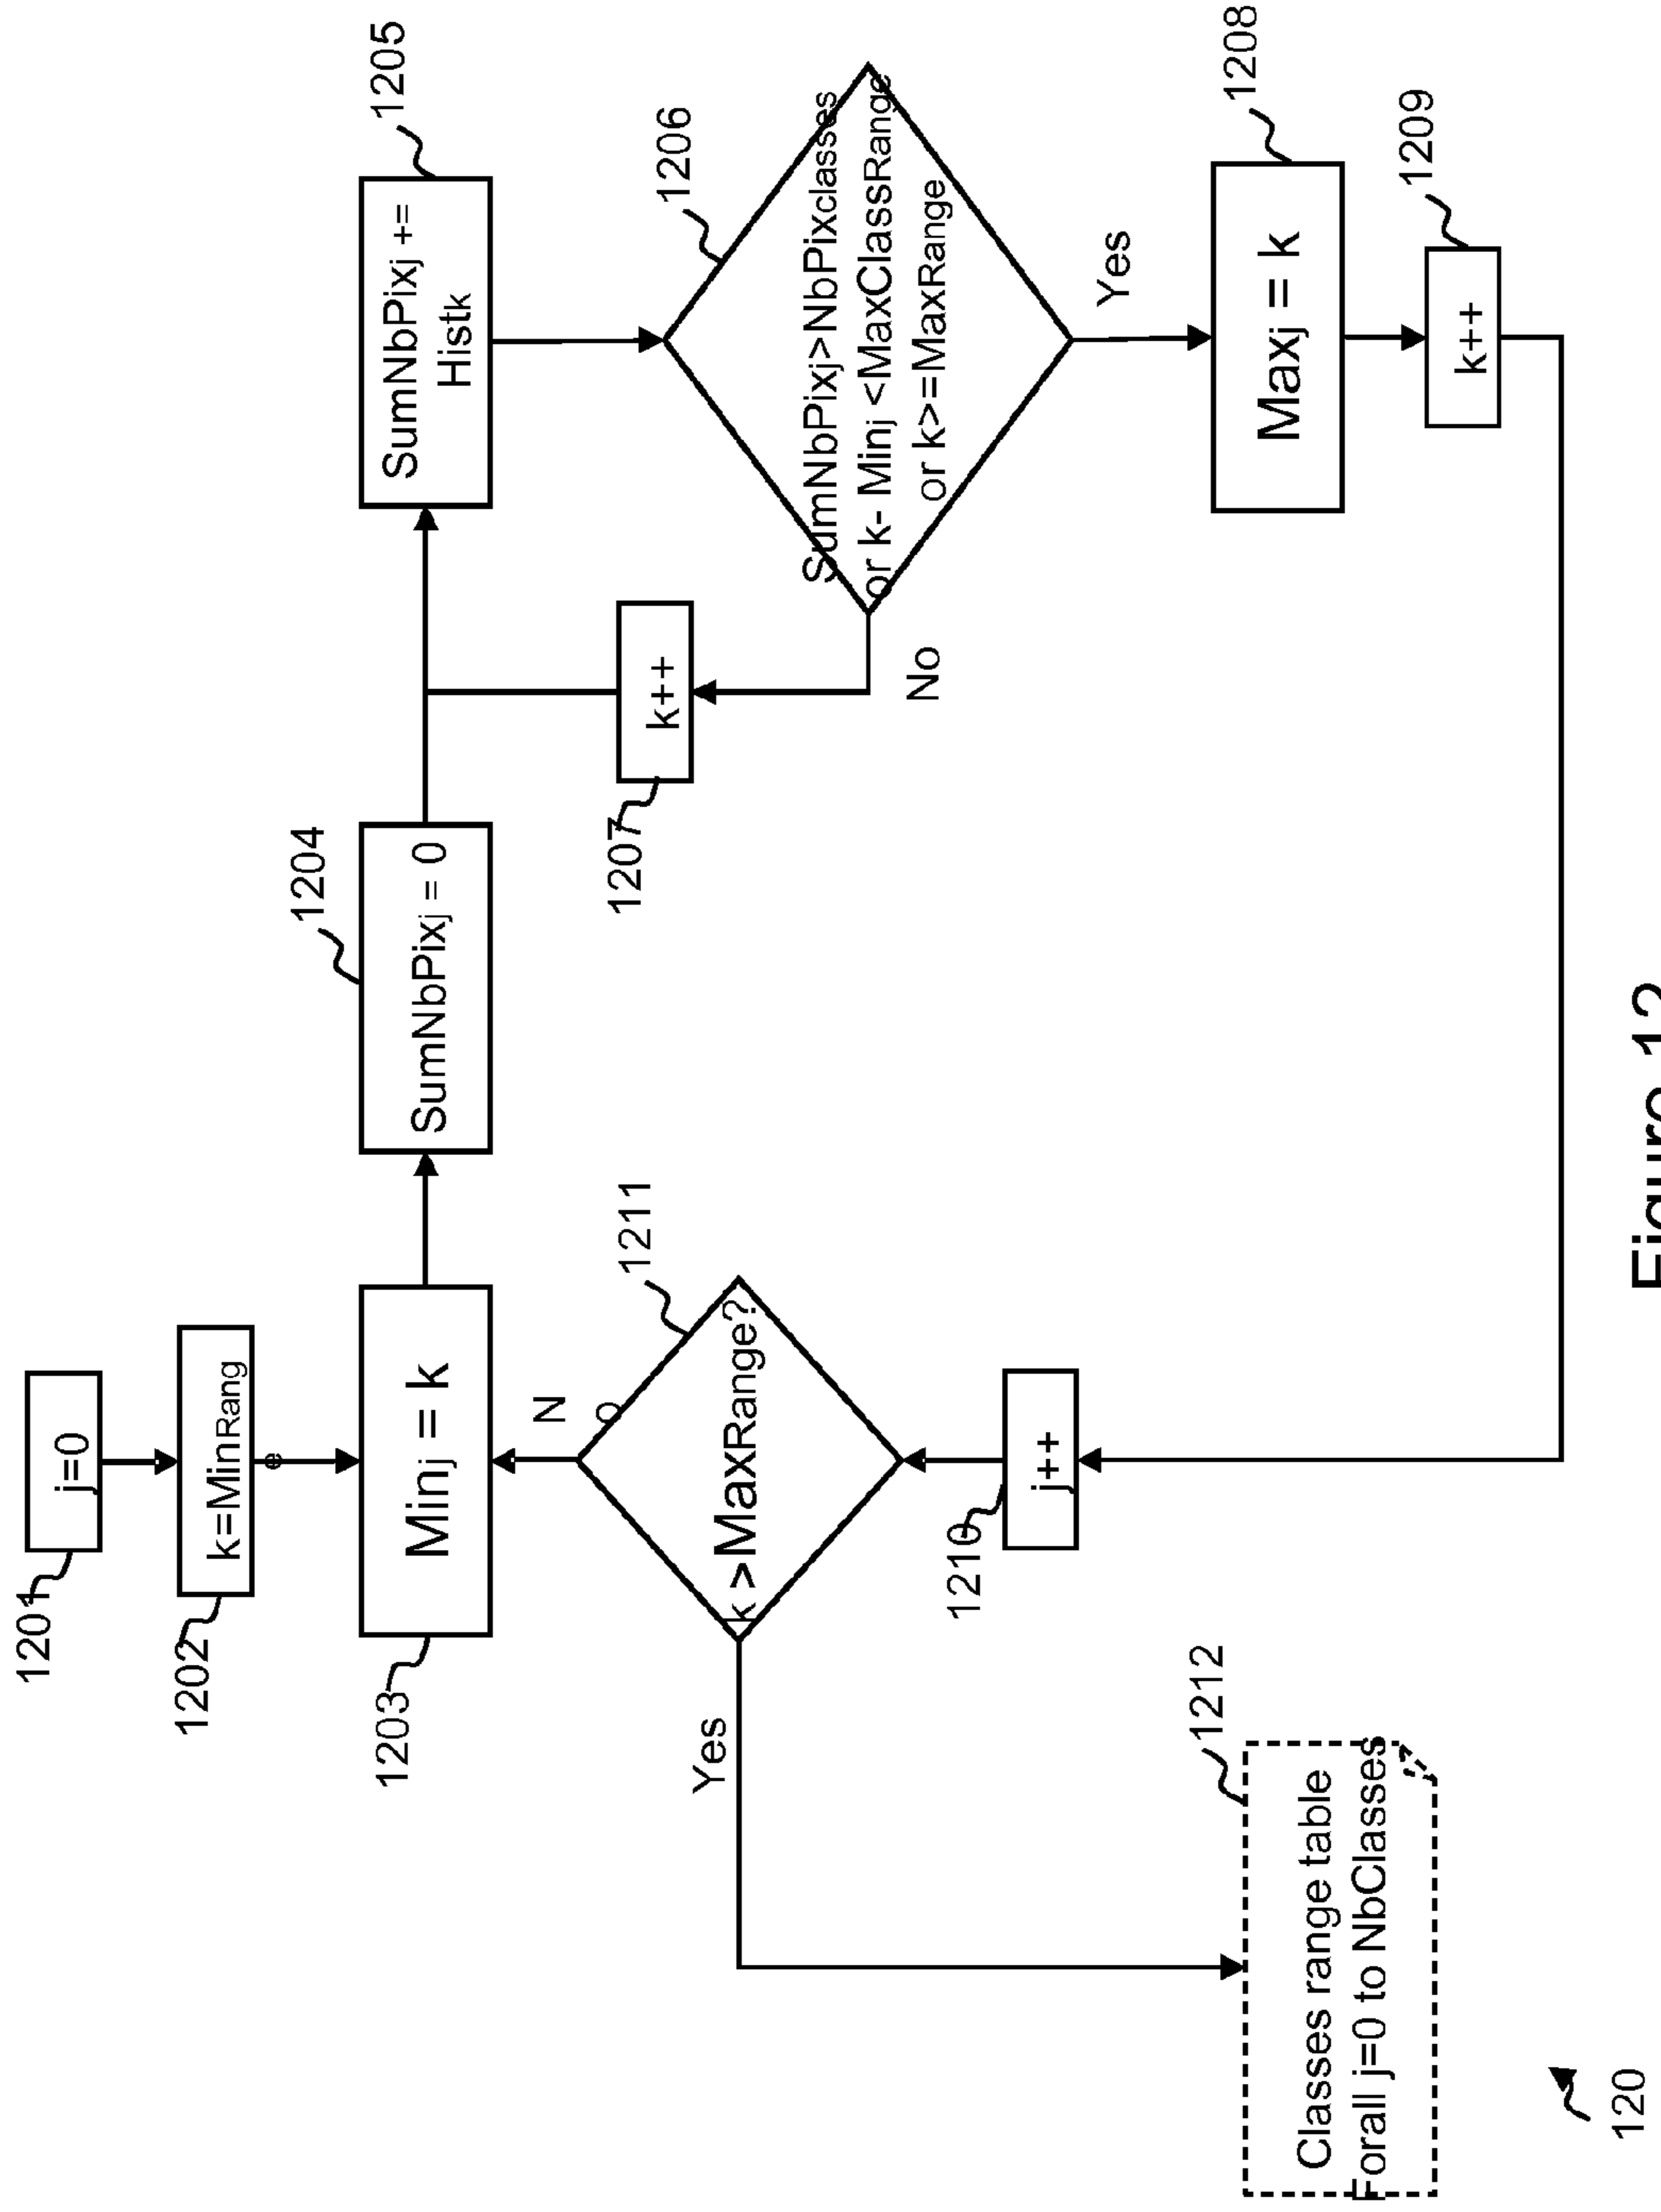 1201
j=0
1202
k=MinRang
e
1203
Minj = k
1204
SumNbPixj = 0
1205
SumNbPixj +=
Histk
1206
SumNbPixj>NbPixclasses
or k- Minj <MaxClassRange
or k>=MaxRange
No
1207
k++
Yes
1208
Maxj = k
1209
k++
1210
j++
1211
k >MaxRange?
N
o
Yes
1212
Classes range table
Forall j=0 to NbClasses
120
Figure 12